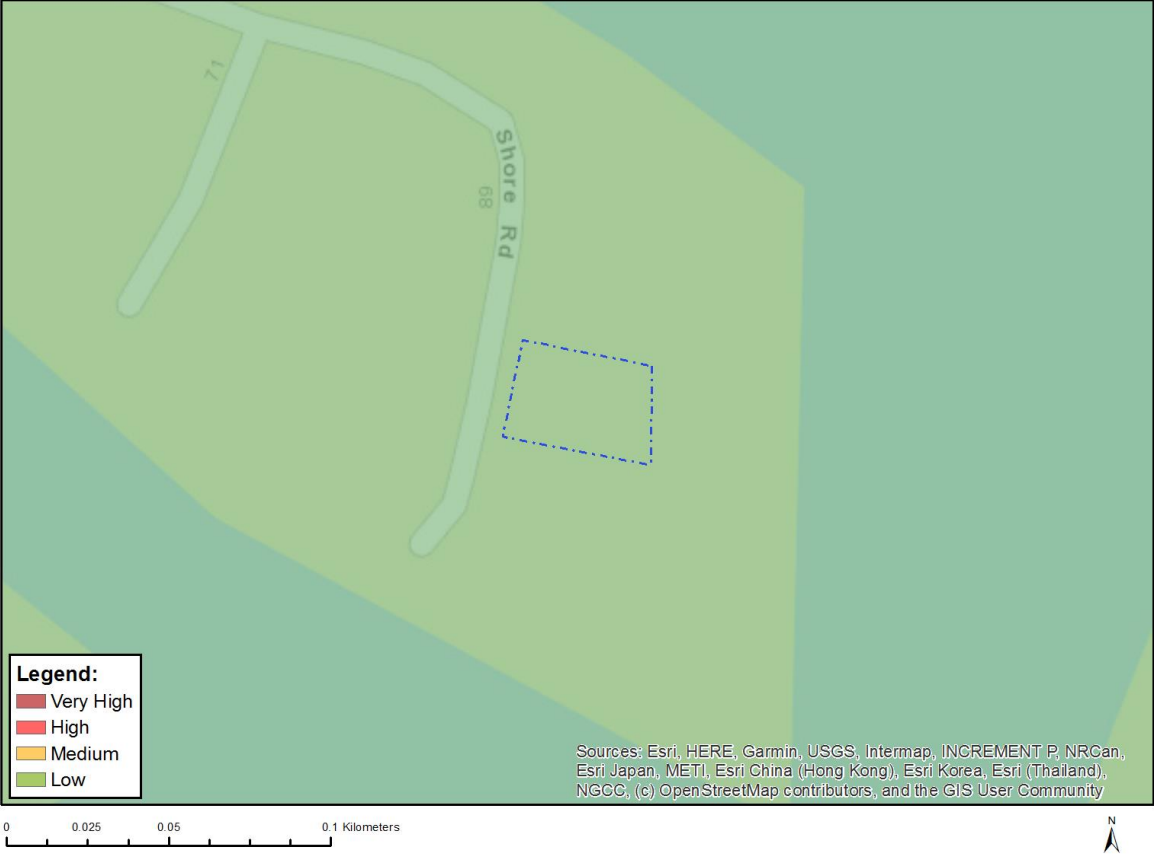 71
Shore Rd
89
Legend:
Very High
High
Medium
Low
Sources: Esri, HERE, Garmin, USGS, Intermap, INCREMENT P, NRCan,
Esri Japan, METI, Esri China (Hong Kong), Esri Korea, Esri (Thailand),
NGCC, (c) OpenStreetMap contributors, and the GIS User Community
0 0.025 0.05 0.1 Kilometers
N